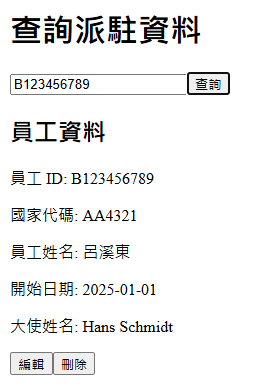 查詢派駐資料
B123456789 查詢
員工資料
員工 ID: B123456789
國家代碼: AA4321
員工姓名: 呂溪東
開始日期: 2025-01-01
大使姓名: Hans Schmidt
編輯 刪除